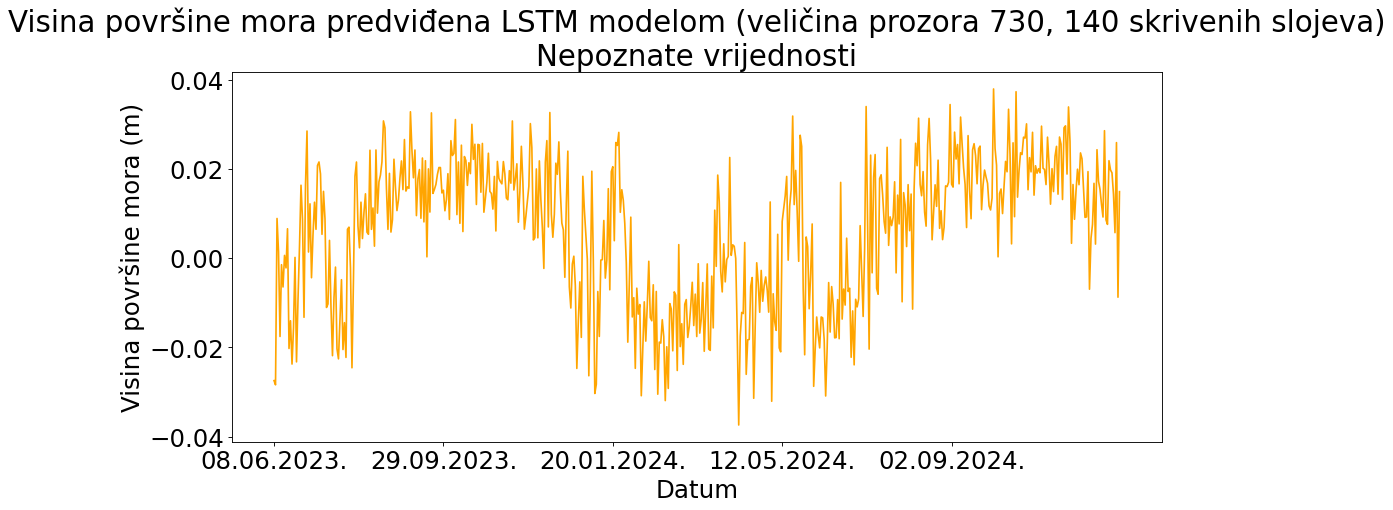 Visina površine mora predviđena LSTM modelom (veličina prozora 730, 140 skrivenih slojeva)
Nepoznate vrijednosti
Visina površine mora (m)
0.04
0.02
0.00
−0.02
−0.04
08.06.2023. 29.09.2023. 20.01.2024. 12.05.2024. 02.09.2024.
Datum